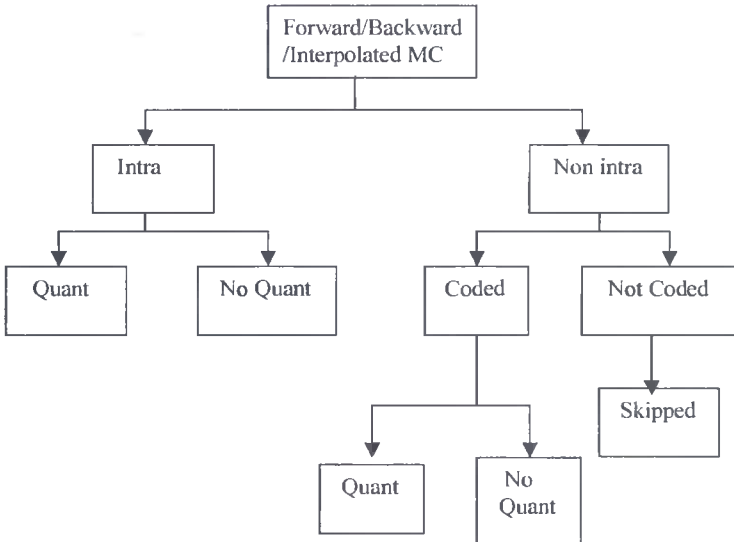 Forward/Backward
/Interpolated MC
Intra
Non intra
Quant
No Quant
Coded
Not Coded
Skipped
Quant
No
Quant